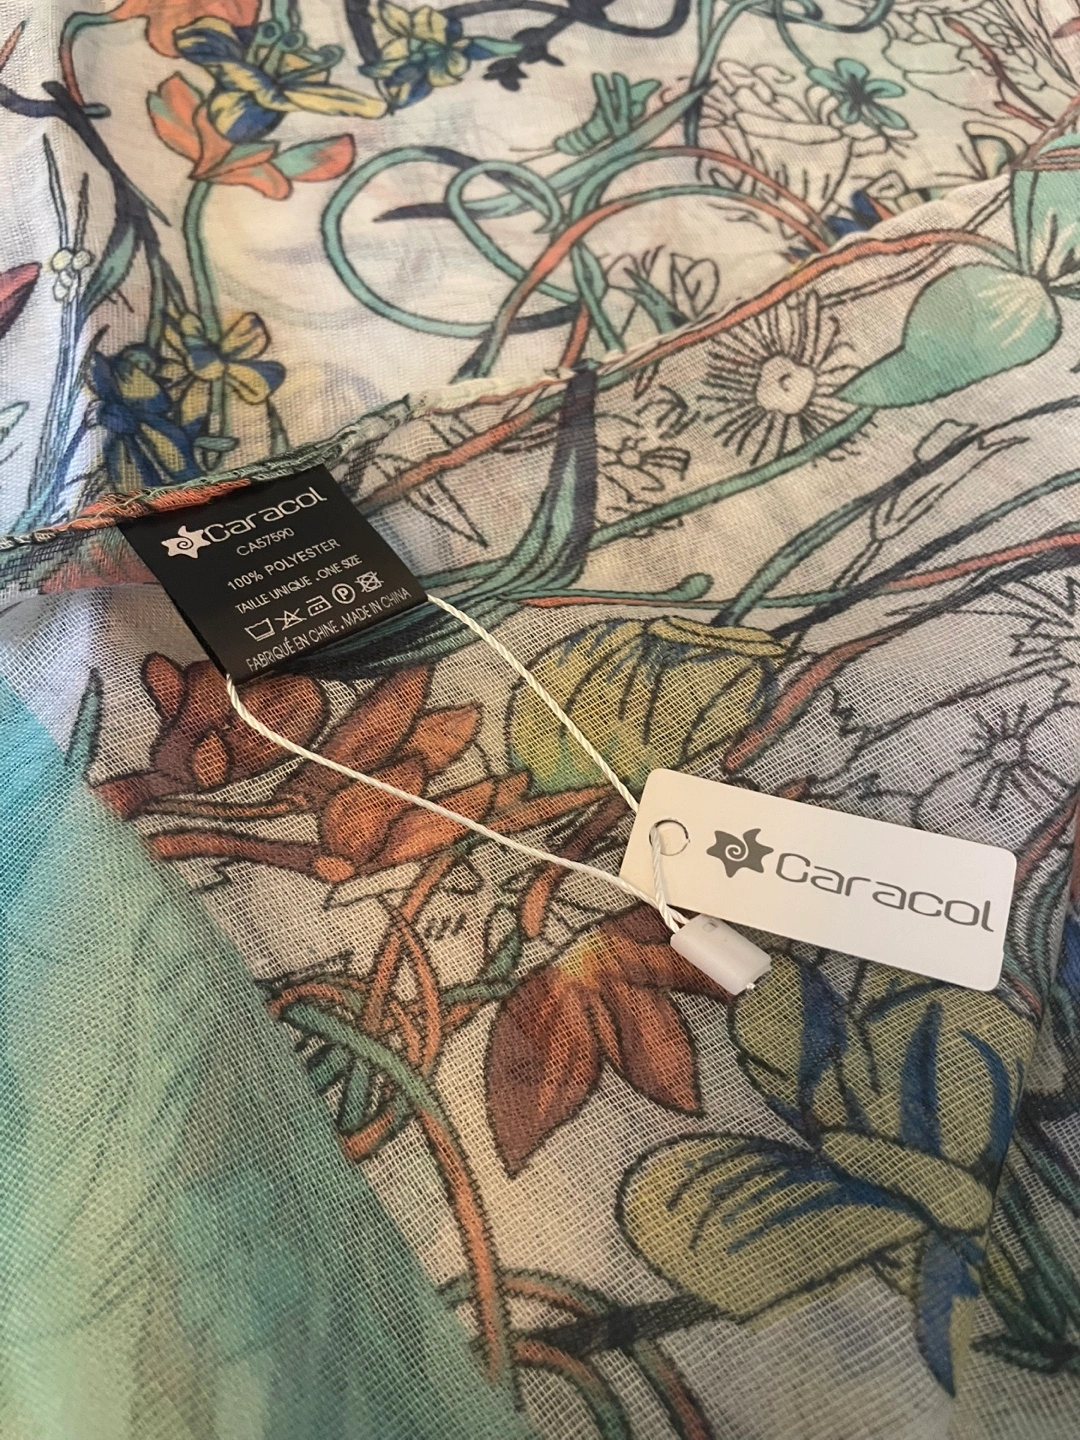 Caracol
CA57590
100% POLYESTER
TAILLE UNIQUE . ONE SIZE
P
FABRIQUÉ EN CHINE . MADE IN CHINA
Caracol